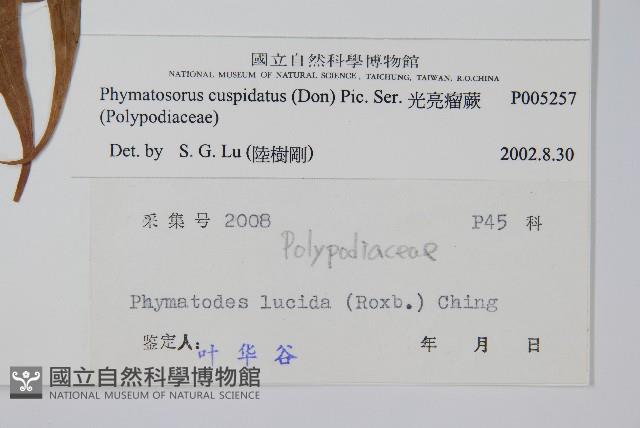 國立自然科學博物館
NATIONAL MUSEUM OF NATURAL SCIENCE, TAICHUNG, TAIWAN, R.O.CHINA
Phymatosorus cuspidatus (Don) Pic. Ser. 光亮瘤蕨 P005257
(Polypodiaceae)
Det. by S. G. Lu (陸樹剛) 2002.8.30
采集号 2008 P45 科
Polypodiaceae
Phymatodes lucida (Roxb.) Ching
鉴定人: 叶华谷 年 月 日
國立自然科學博物館
NATIONAL MUSEUM OF NATURAL SCIENCE